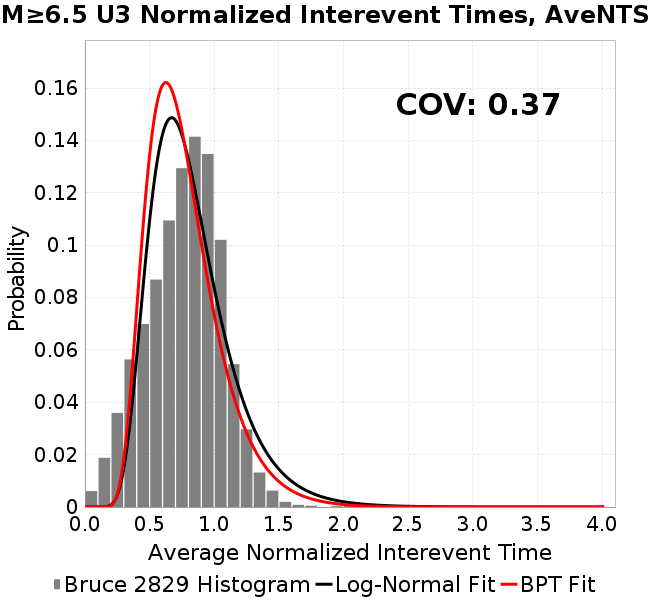 M≥6.5 U3 Normalized Interevent Times, AveNTS
COV: 0.37
Probability
0.16
0.14
0.12
0.1
0.08
0.06
0.04
0.02
0
0.0 0.5 1.0 1.5 2.0 2.5 3.0 3.5 4.0
Average Normalized Interevent Time
Bruce 2829 Histogram Log-Normal Fit BPT Fit